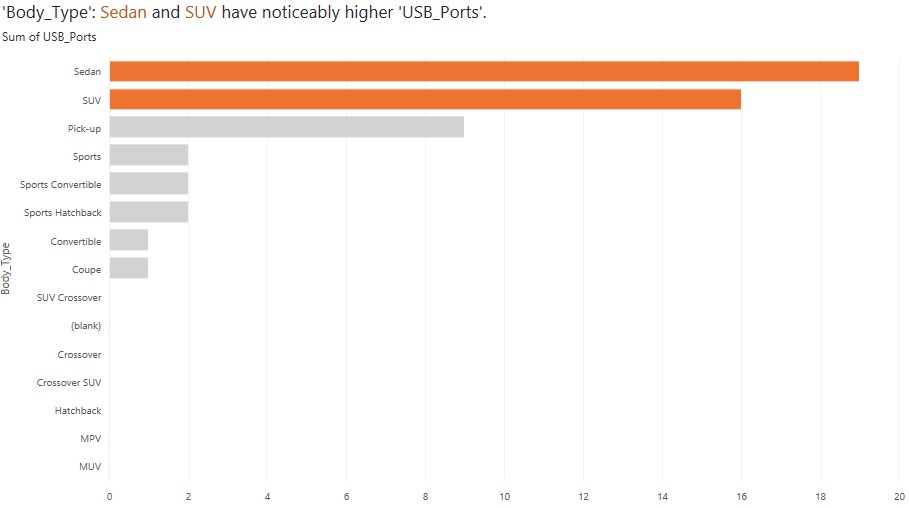 'Body_Type': Sedan and SUV have noticeably higher 'USB_Ports'.
Sum of USB_Ports
Body_Type
Sedan
SUV
Pick-up
Sports
Sports Convertible
Sports Hatchback
Convertible
Coupe
SUV Crossover
(blank)
Crossover
Crossover SUV
Hatchback
MPV
MUV
0 2 4 6 8 10 12 14 16 18 20